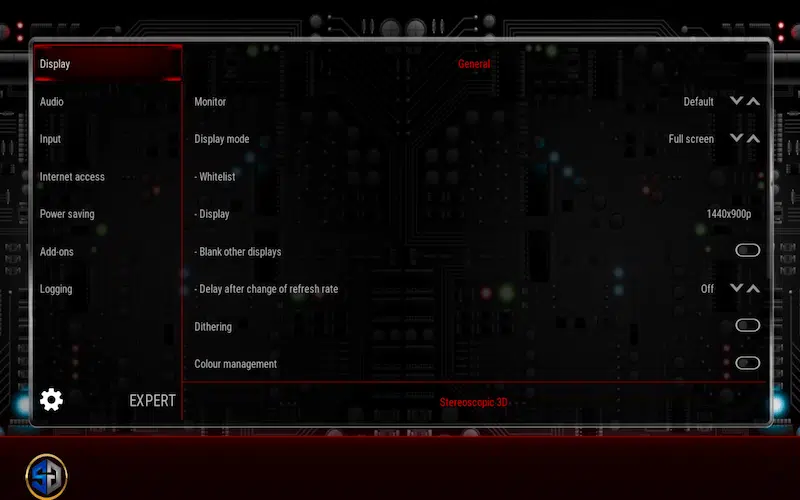 Display
Audio
Input
Internet access
Power saving
Add-ons
Logging
EXPERT
General
Monitor Default
Display mode Full screen
- Whitelist
- Display 1440x900p
- Blank other displays
- Delay after change of refresh rate Off
Dithering
Colour management
Stereoscopic 3D